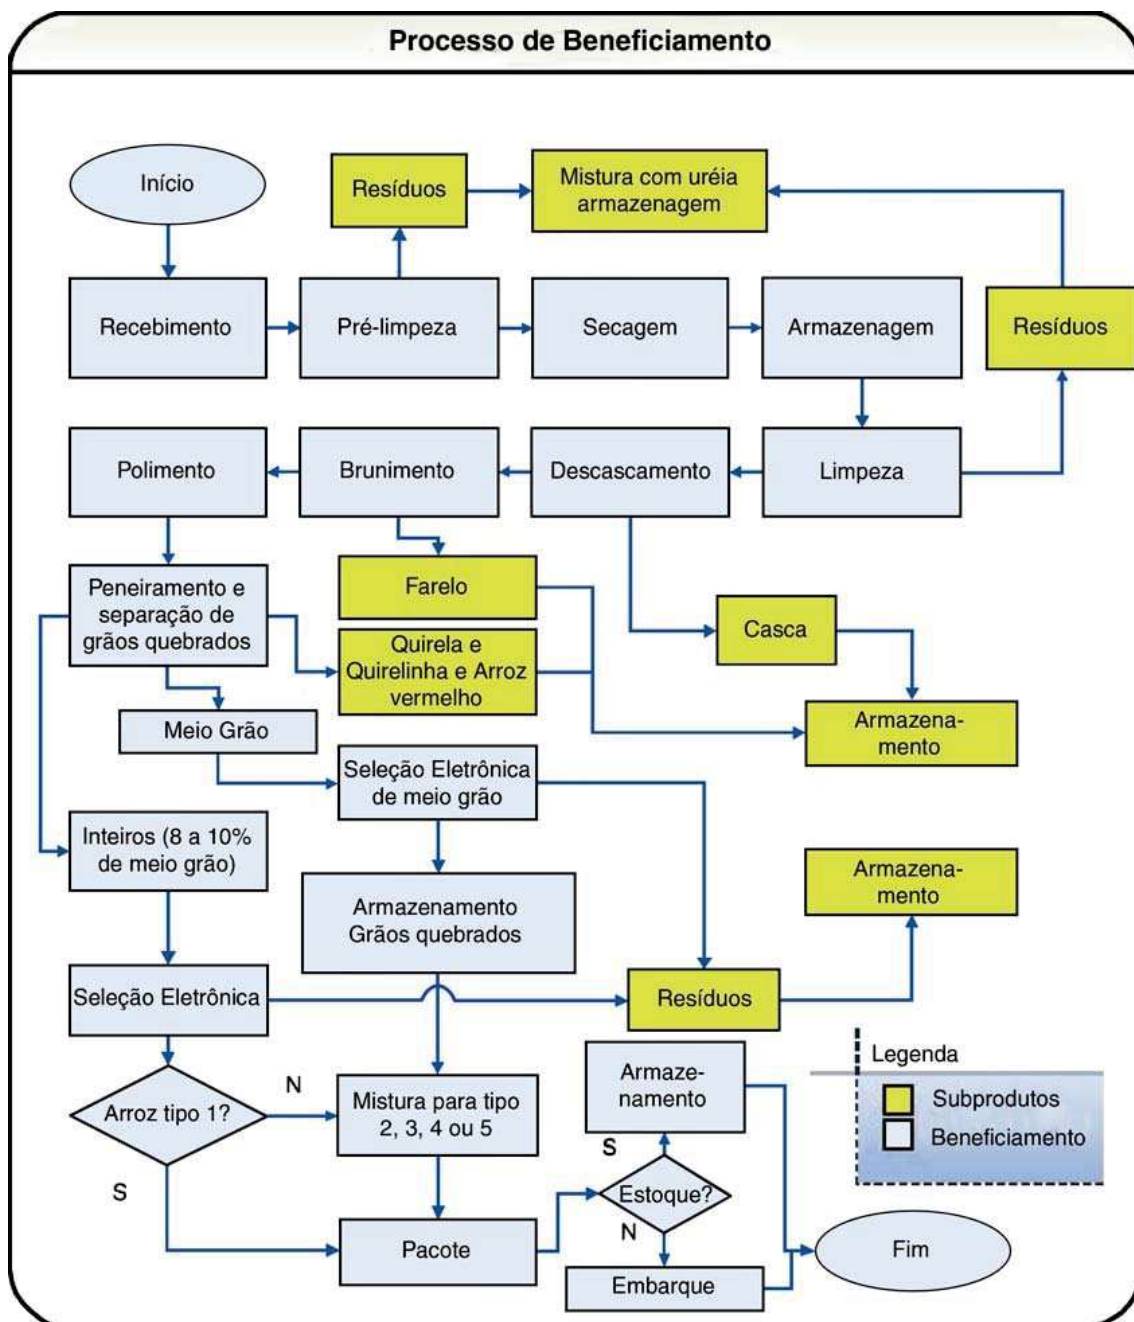 Processo de Beneficiamento
Início
Resíduos
Mistura com uréia
armazenagem
Recebimento
Pré-limpeza
Secagem
Armazenagem
Resíduos
Polimento
Brunimento
Descascamento
Limpeza
Peneiramento e
separação de
grãos quebrados
Farelo
Casca
Quirela e
Quirelinha e Arroz
vermelho
Meio Grão
Armazena-
mento
Seleção Eletrônica
de meio grão
Inteiros (8 a 10%
de meio grão)
Armazena-
mento
Armazenamento
Grãos quebrados
Seleção Eletrônica
Resíduos
Arroz tipo 1?
N
S
Mistura para tipo
2, 3, 4 ou 5
Armaze-
namento
S
Estoque?
N
Pacote
Embarque
Fim
Legenda
Subprodutos
Beneficiamento